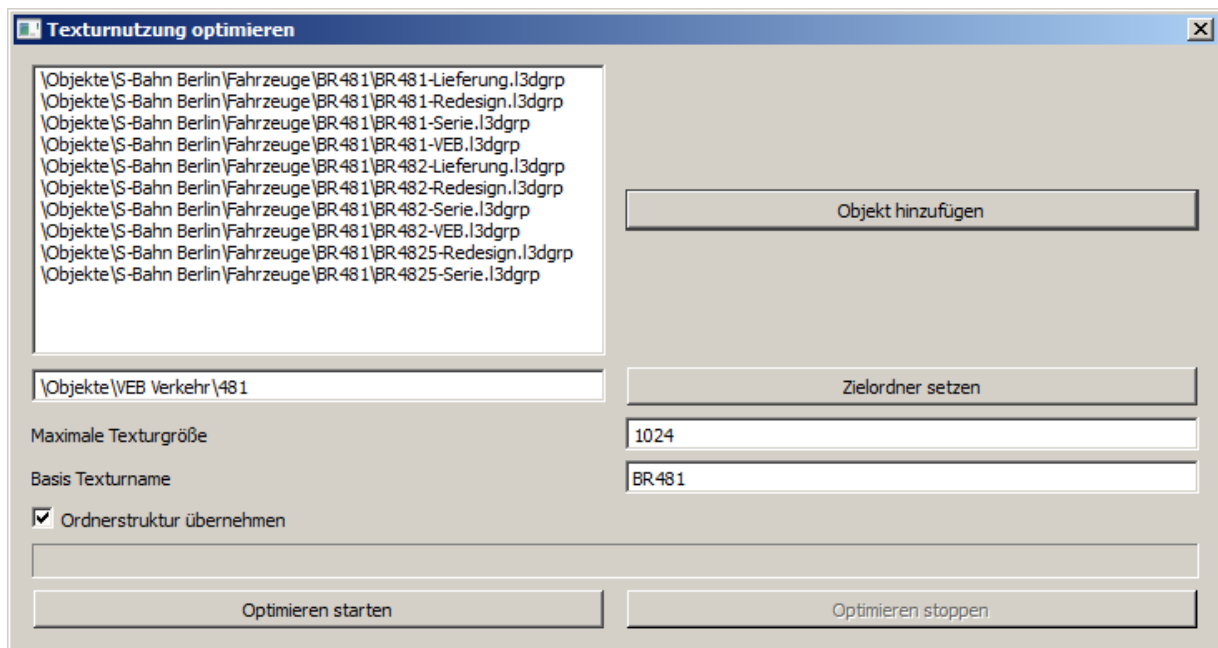 Texturnutzung optimieren
\Objekte\S-Bahn Berlin\Fahrzeuge\BR481\BR481-Lieferung.l3dgrp
\Objekte\S-Bahn Berlin\Fahrzeuge\BR481\BR481-Redesign.l3dgrp
\Objekte\S-Bahn Berlin\Fahrzeuge\BR481\BR481-Serie.l3dgrp
\Objekte\S-Bahn Berlin\Fahrzeuge\BR481\BR481-VEB.l3dgrp
\Objekte\S-Bahn Berlin\Fahrzeuge\BR481\BR482-Lieferung.l3dgrp
\Objekte\S-Bahn Berlin\Fahrzeuge\BR481\BR482-Redesign.l3dgrp
\Objekte\S-Bahn Berlin\Fahrzeuge\BR481\BR482-Serie.l3dgrp
\Objekte\S-Bahn Berlin\Fahrzeuge\BR481\BR482-VEB.l3dgrp
\Objekte\S-Bahn Berlin\Fahrzeuge\BR481\BR4825-Redesign.l3dgrp
\Objekte\S-Bahn Berlin\Fahrzeuge\BR481\BR4825-Serie.l3dgrp
Objekt hinzufügen
\Objekte\VEB Verkehr\481
Zielordner setzen
Maximale Texturgröße
1024
Basis Texturname
BR481
Ordnerstruktur übernehmen
Optimieren starten
Optimieren stoppen